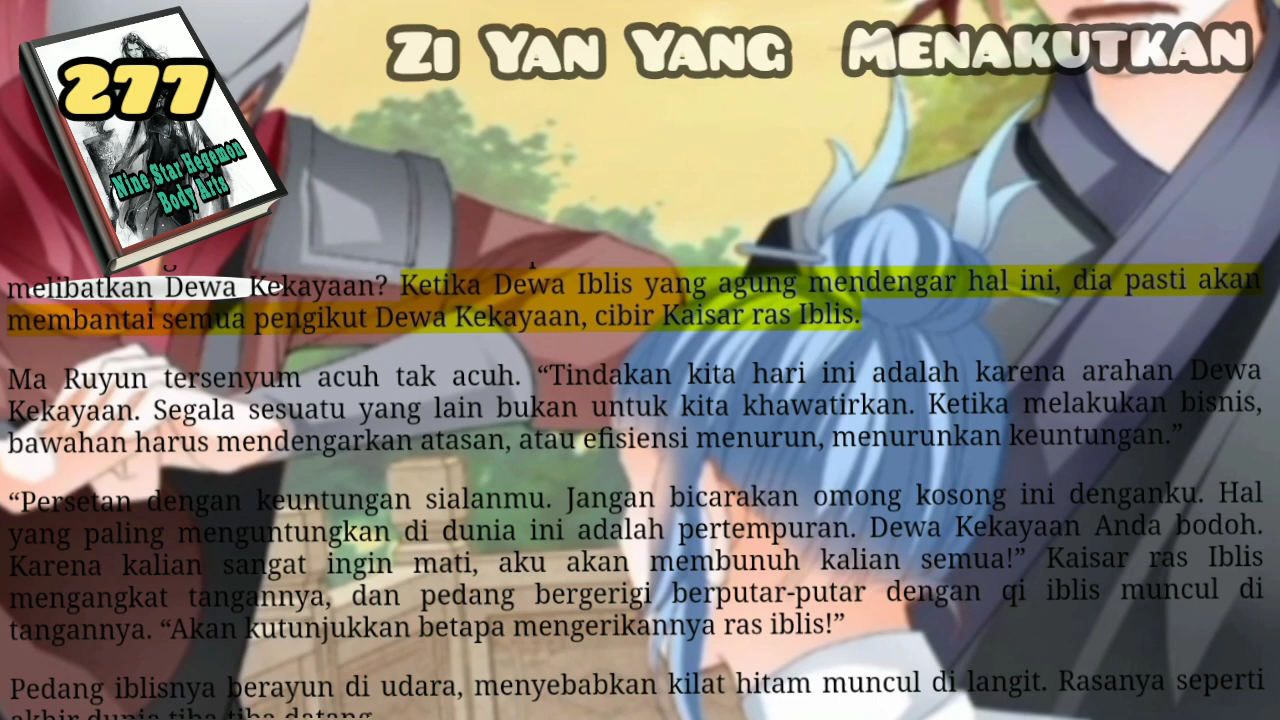 Zi Yan Yang Menakutkan
277
Nine Star Hegemon
Body Arts
melibatkan Dewa Kekayaan? Ketika Dewa Iblis yang agung mendengar hal ini, dia pasti akan
membantai semua pengikut Dewa Kekayaan, cibir Kaisar ras Iblis.
Ma Ruyun tersenyum acuh tak acuh. “Tindakan kita hari ini adalah karena arahan Dewa
Kekayaan. Segala sesuatu yang lain bukan untuk kita khawatirkan. Ketika melakukan bisnis,
bawahan harus mendengarkan atasan, atau efisiensi menurun, menurunkan keuntungan.”
“Persetan dengan keuntungan sialanmu. Jangan bicarakan omong kosong ini denganku. Hal
yang paling menguntungkan di dunia ini adalah pertempuran. Dewa Kekayaan Anda bodoh.
Karena kalian sangat ingin mati, aku akan membunuh kalian semua!” Kaisar ras Iblis
mengangkat tangannya, dan pedang bergerigi berputar-putar dengan qi iblis muncul di
tangannya. “Akan kutunjukkan betapa mengerikannya ras iblis!”
Pedang iblisnya berayun di udara, menyebabkan kilat hitam muncul di langit. Rasanya seperti
akhir dunia tiba-tiba datang.